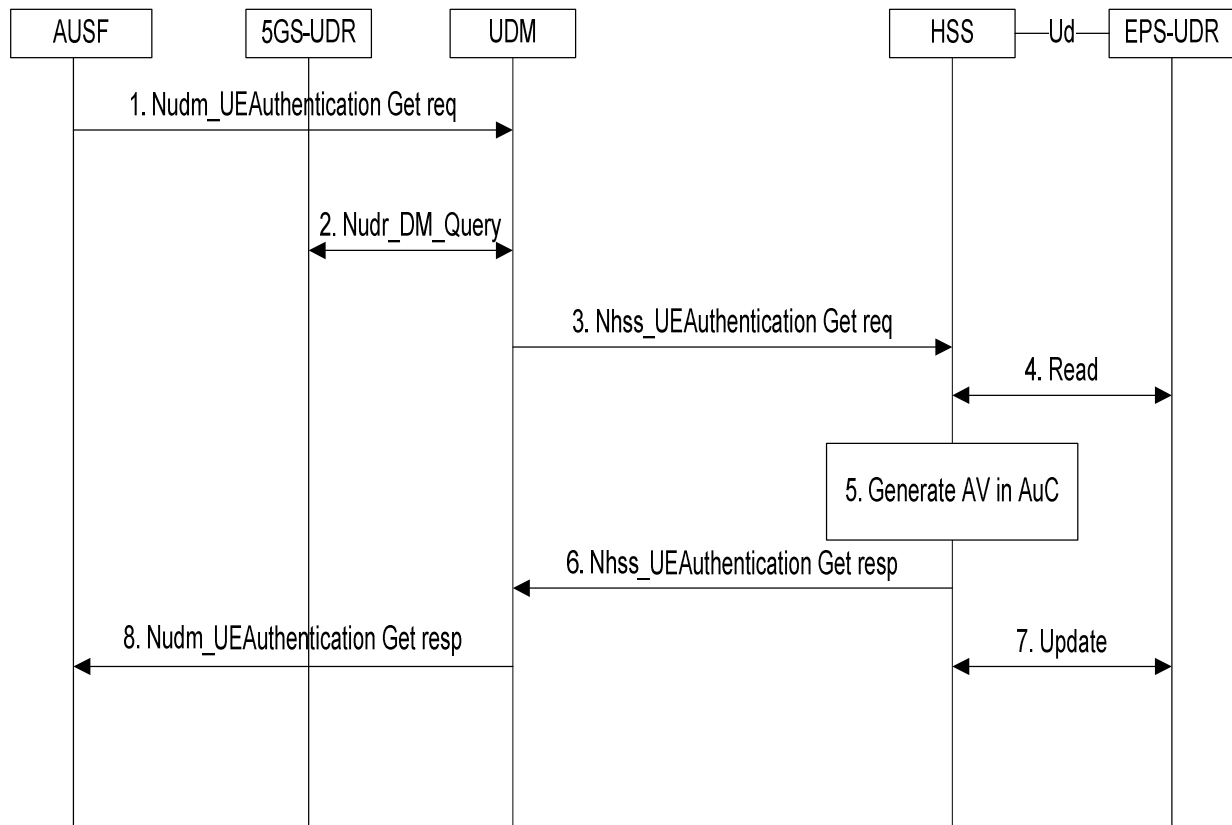 AUSF
5GS-UDR
UDM
HSS
Ud
EPS-UDR
1. Nudm_UEAuthentication Get req
2. Nudr_DM_Query
3. Nhss_UEAuthentication Get req
4. Read
5. Generate AV in AuC
6. Nhss_UEAuthentication Get resp
8. Nudm_UEAuthentication Get resp
7. Update